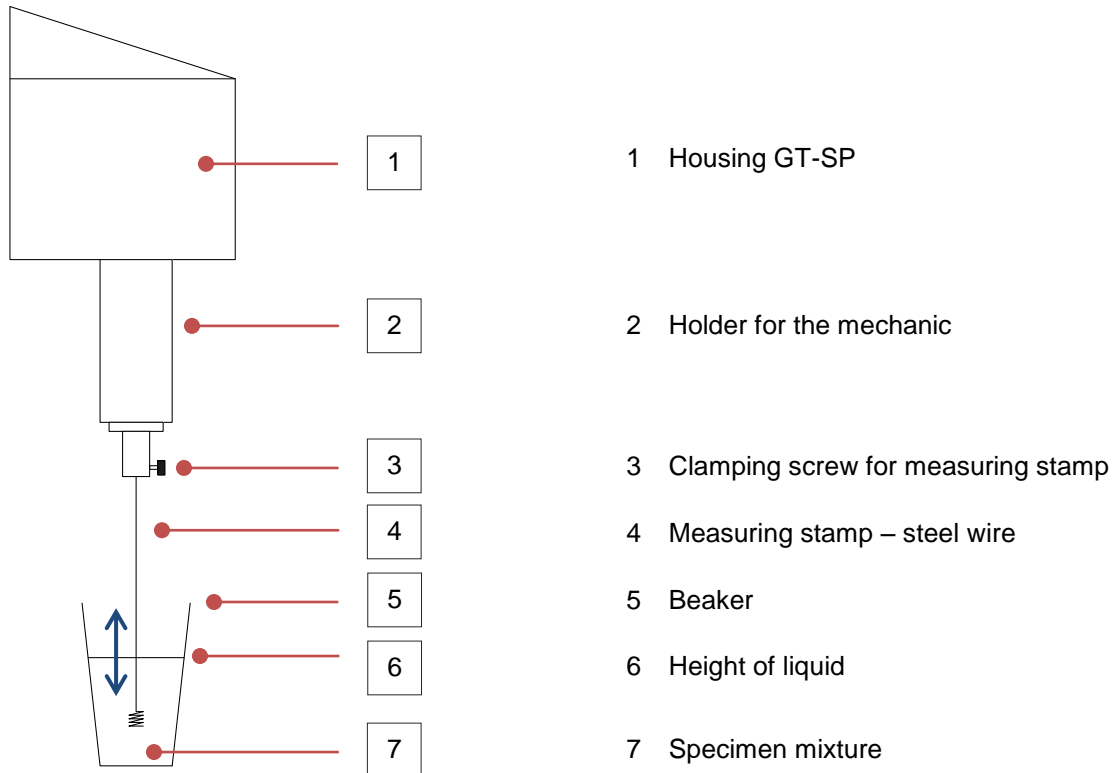 1 1 Housing GT-SP
2 2 Holder for the mechanic
3 3 Clamping screw for measuring stamp
4 4 Measuring stamp – steel wire
5 5 Beaker
6 6 Height of liquid
7 7 Specimen mixture